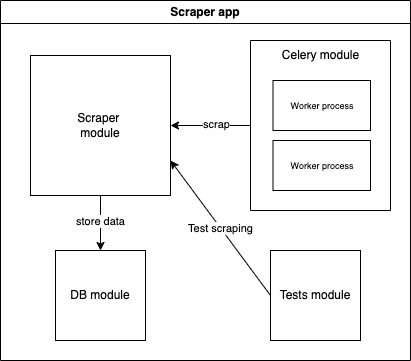 Scraper app
Scraper
module
Celery module
Worker process
Worker process
scrap
store data
Test scraping
DB module
Tests module